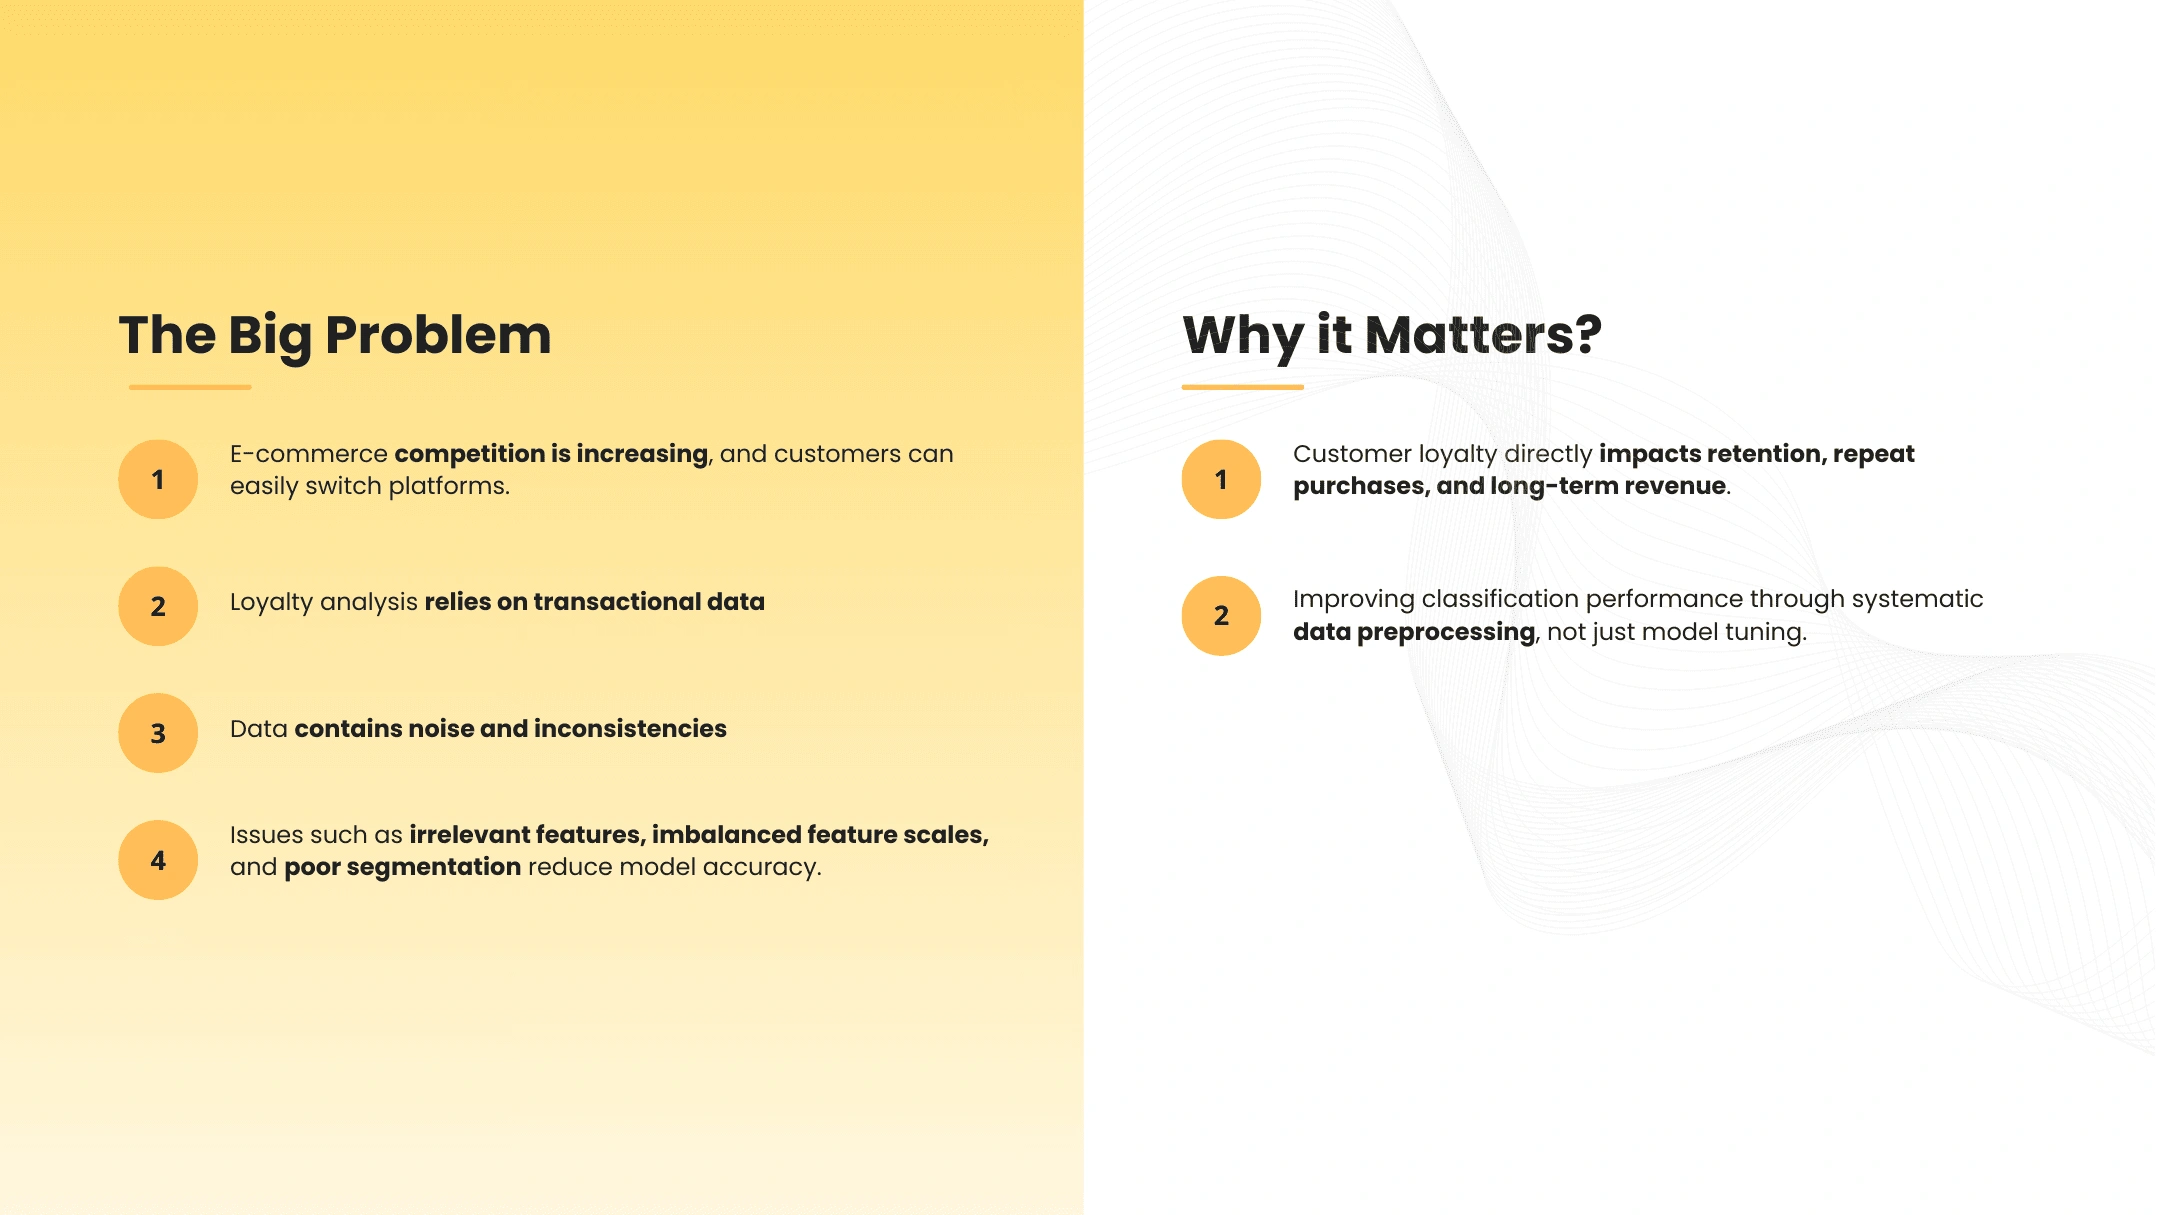 The Big Problem
1
E-commerce competition is increasing, and customers can
easily switch platforms.
2
Loyalty analysis relies on transactional data
3
Data contains noise and inconsistencies
4
Issues such as irrelevant features, imbalanced feature scales,
and poor segmentation reduce model accuracy.
Why it Matters?
1
Customer loyalty directly impacts retention, repeat
purchases, and long-term revenue.
2
Improving classification performance through systematic
data preprocessing, not just model tuning.